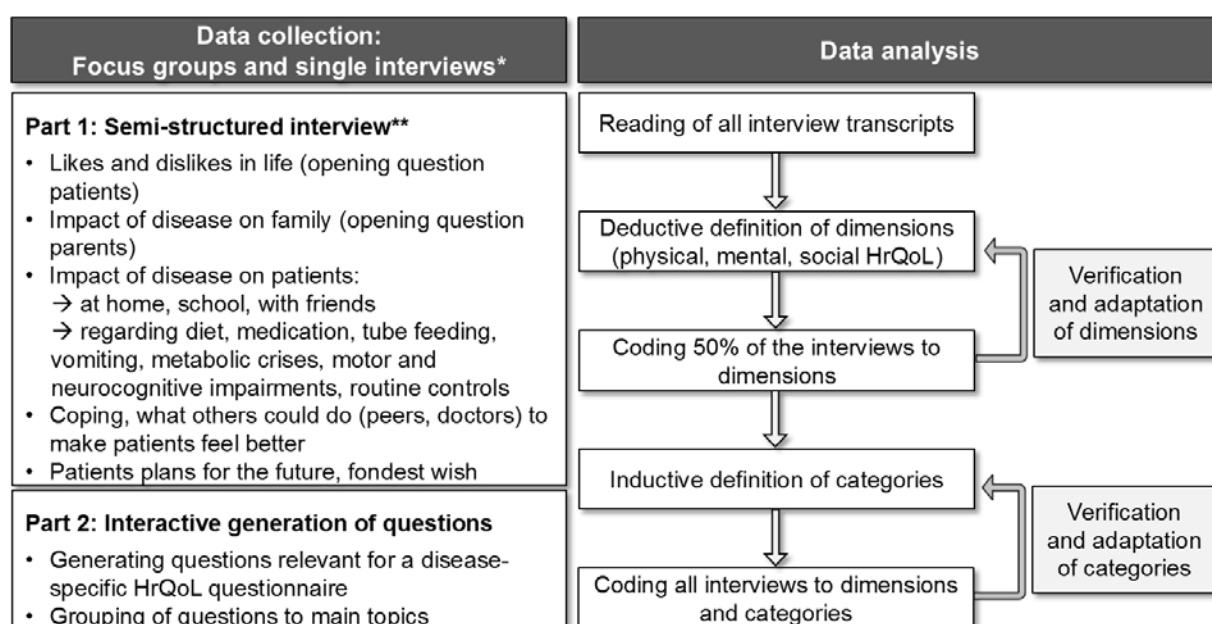 Data collection:
Focus groups and single interviews*
Part 1: Semi-structured interview**
• Likes and dislikes in life (opening question
patients)
• Impact of disease on family (opening question
parents)
• Impact of disease on patients:
→ at home, school, with friends
→ regarding diet, medication, tube feeding,
vomiting, metabolic crises, motor and
neurocognitive impairments, routine controls
• Coping, what others could do (peers, doctors) to
make patients feel better
• Patients plans for the future, fondest wish
Part 2: Interactive generation of questions
• Generating questions relevant for a disease-
specific HrQoL questionnaire
• Grouping of questions to main topics
Data analysis
Reading of all interview transcripts
Deductive definition of dimensions
(physical, mental, social HrQoL)
Verification
and adaptation
of dimensions
Coding 50% of the interviews to
dimensions
Inductive definition of categories
Verification
and adaptation
of categories
Coding all interviews to dimensions
and categories